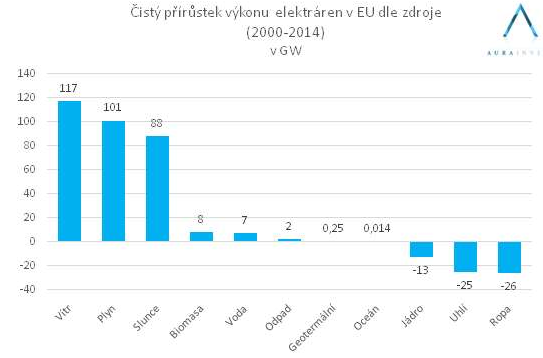 Čistý přírůstek výkonu elektráren v EU dle zdroje
(2000-2014)
v GW
AURA INVE
140
120
100
80
60
40
20
0
-20
-40
117
101
88
8
7
2
0,25
0,014
-13
-25
-26
Vítr
Plyn
Slunce
Biomasa
Voda
Odpad
Geotermální
Oceán
Jádro
Uhlí
Ropa